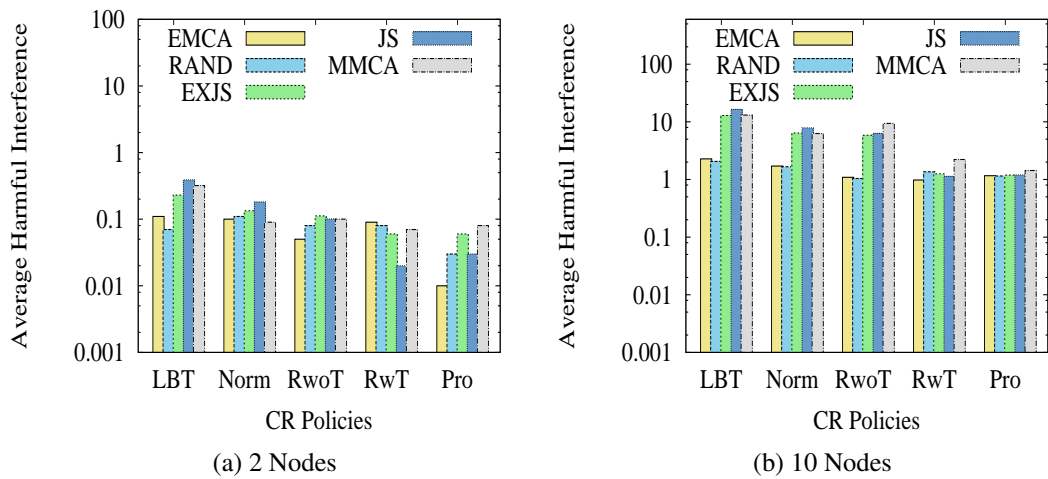 Average Harmful Interference
100
10
1
0.1
0.01
0.001
EMCA
RAND
EXJS
JS
MMCA
LBT Norm RwoT RwT Pro
CR Policies
(a) 2 Nodes
Average Harmful Interference
100
10
1
0.1
0.01
0.001
EMCA
RAND
EXJS
JS
MMCA
LBT Norm RwoT RwT Pro
CR Policies
(b) 10 Nodes